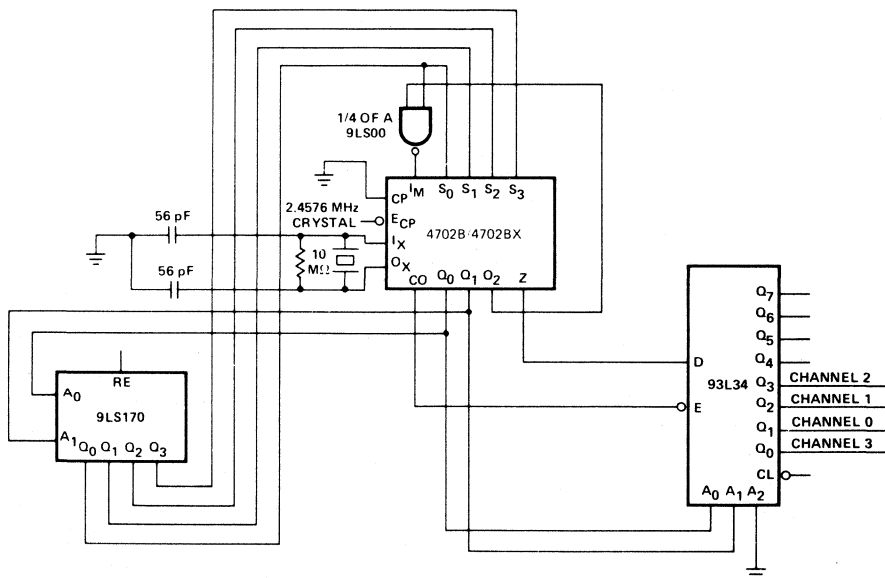 1/4 OF A
9LS00
I_M S_0 S_1 S_2 S_3
CP
2.4576 MHz
CRYSTAL
E_CP
4702B/4702BX
56 pF
I_X
10
MΩ
O_X
56 pF
CO Q_0 Q_1 Q_2 Z
RE
A_0
9LS170
A_1
Q_0 Q_1 Q_2 Q_3
Q_7
Q_6
Q_5
Q_4
D
93L34
Q_3 CHANNEL 2
E
Q_2 CHANNEL 1
Q_1 CHANNEL 0
Q_0 CHANNEL 3
CL
A_0 A_1 A_2